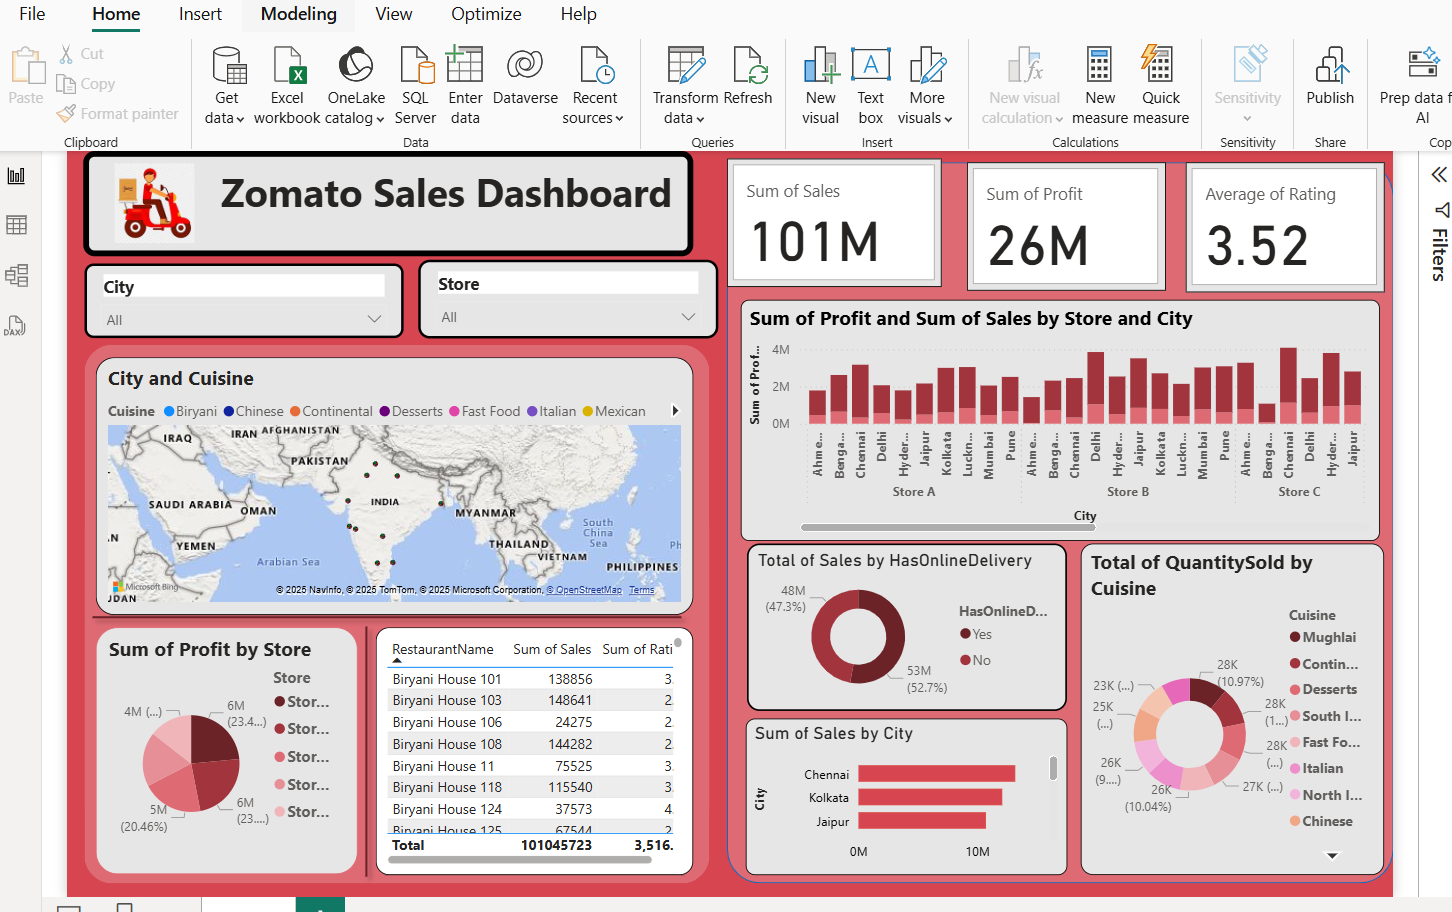 File Home Insert Modeling View Optimize Help
Paste
Cut
Copy
Format painter
Clipboard
Get data
Excel workbook
OneLake catalog
SQL Server
Enter data
Dataverse
Recent sources
Data
Transform data
Refresh
Queries
New visual
Text box
More visuals
Insert
New visual calculation
New measure
Quick measure
Calculations
Sensitivity
Sensitivity
Publish
Share
Prep data f
AI
Cop
DAX
Filters
Zomato Sales Dashboard
Sum of Sales
101M
Sum of Profit
26M
Average of Rating
3.52
City
All
Store
All
City and Cuisine
Cuisine Biryani Chinese Continental Desserts Fast Food Italian Mexican
IRAQ
IRAN
AFGHANISTAN
PAKISTAN
SAUDI ARABIA
OMAN
INDIA
MYANMAR
YEMEN
Arabian Sea
THAILAND
VIETNAM
South China Sea
PHILIPPINES
Ph
AN
UDAN
Microsoft Bing
© 2025 NavInfo, © 2025 TomTom, © 2025 Microsoft Corporation, © OpenStreetMap Terms
Sum of Profit and Sum of Sales by Store and City
Sum of Prof...
4M
2M
0M
Ahme... Benga... Chennai Delhi Hyder... Jaipur Kolkata Luckn... Mumbai Pune Ahme... Benga... Chennai Delhi Hyder... Jaipur Kolkata Luckn... Mumbai Pune Ahme... Benga... Chennai Delhi Hyder... Jaipur
Store A Store B Store C
City
Sum of Profit by Store
Store
Stor...
Stor...
Stor...
Stor...
Stor...
4M (...)
6M
(23.4...)
6M
(23....)
5M
(20.46%)
RestaurantName Sum of Sales Sum of Rati
Biryani House 101 138856 3.
Biryani House 103 148641 2.
Biryani House 106 24275 2.
Biryani House 108 144282 2.
Biryani House 11 75525 3.
Biryani House 118 115540 3.
Biryani House 124 37573 4.
Biryani House 125 67544 2.
Total 101045723 3,516.
Total of Sales by HasOnlineDelivery
48M
(47.3%)
53M
(52.7%)
HasOnlineD...
Yes
No
Sum of Sales by City
City
Chennai
Kolkata
Jaipur
0M 10M
Total of QuantitySold by
Cuisine
Cuisine
Mughlai
Contin...
Desserts
South I...
Fast Fo...
Italian
North I...
Chinese
28K
(10.97%)
28K
(1...)
28K
(...)
27K (...)
26K
(10.04%)
26K
(9....)
25K
(...)
23K (...)